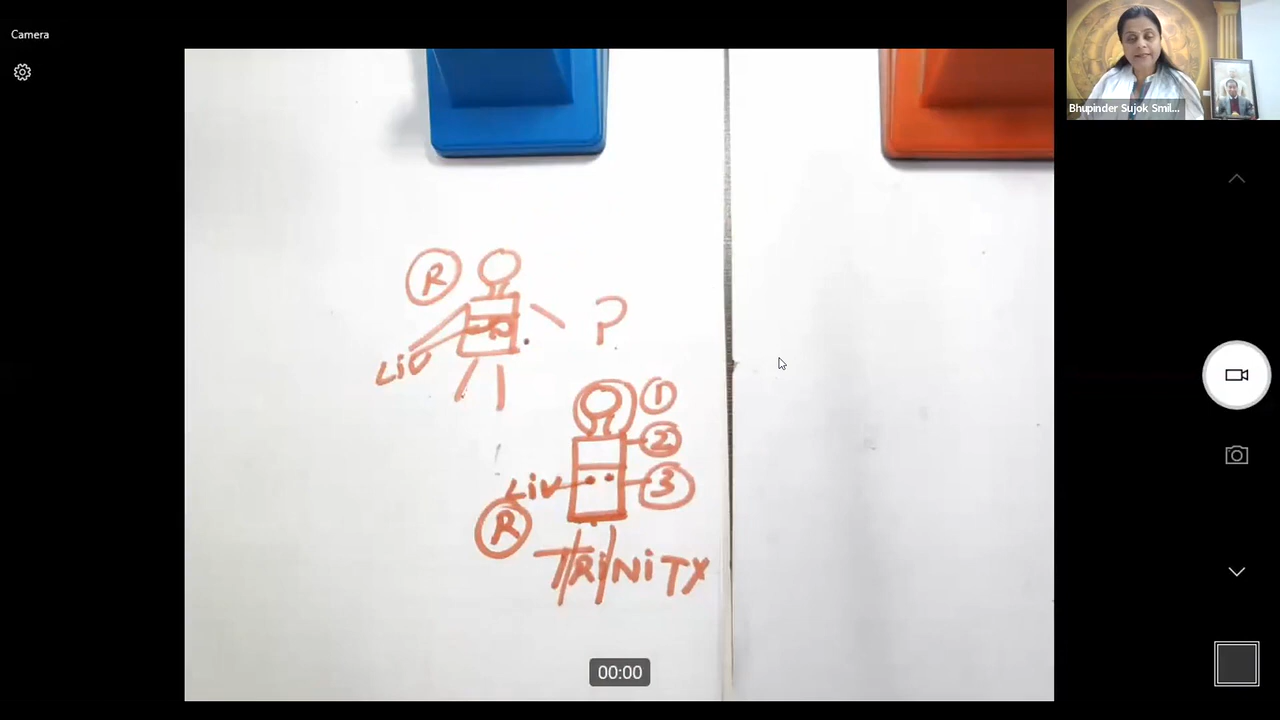 Camera
Bhupinder Sujok Smil...
R
?
Liv
1
2
Liv
3
R
TRiNiTY
00:00